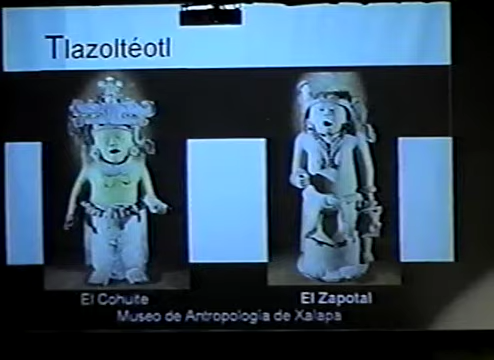 Tlazoltéotl
El Cohuite
El Zapotal
Museo de Antropología de Xalapa